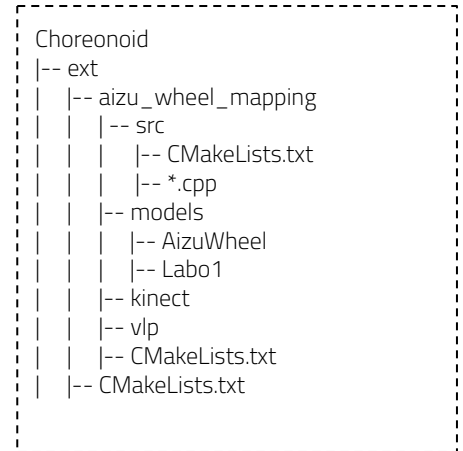 Choreonoid
|-- ext
|   |-- aizu_wheel_mapping
|   |   |-- src
|   |   |   |-- CMakeLists.txt
|   |   |   |-- *.cpp
|   |   |-- models
|   |   |   |-- AizuWheel
|   |   |   |-- Labo1
|   |   |-- kinect
|   |   |-- vlp
|   |   |-- CMakeLists.txt
|   |-- CMakeLists.txt